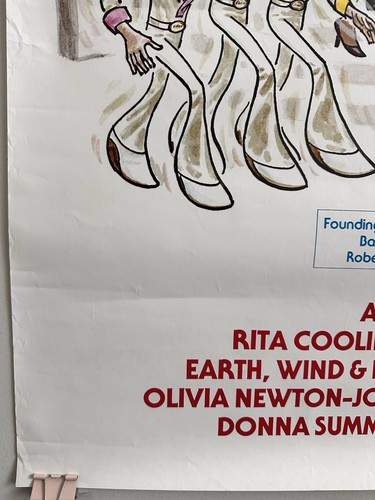 Founding
Ba
Robe
A
RITA COOLI
EARTH, WIND &
OLIVIA NEWTON-JO
DONNA SUMM